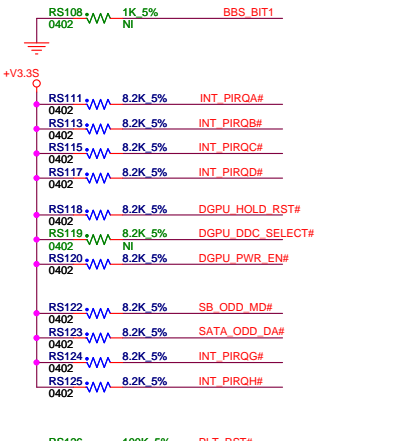 RS108 1K_5% BBS_BIT1
0402 NI
+V3.3S
RS111 8.2K_5% INT_PIRQA#
0402
RS113 8.2K_5% INT_PIRQB#
0402
RS115 8.2K_5% INT_PIRQC#
0402
RS117 8.2K_5% INT_PIRQD#
0402
RS118 8.2K_5% DGPU_HOLD_RST#
0402
RS119 8.2K_5% DGPU_DDC_SELECT#
0402 NI
RS120 8.2K_5% DGPU_PWR_EN#
0402
RS122 8.2K_5% SB_ODD_MD#
0402
RS123 8.2K_5% SATA_ODD_DA#
0402
RS124 8.2K_5% INT_PIRQG#
0402
RS125 8.2K_5% INT_PIRQH#
0402